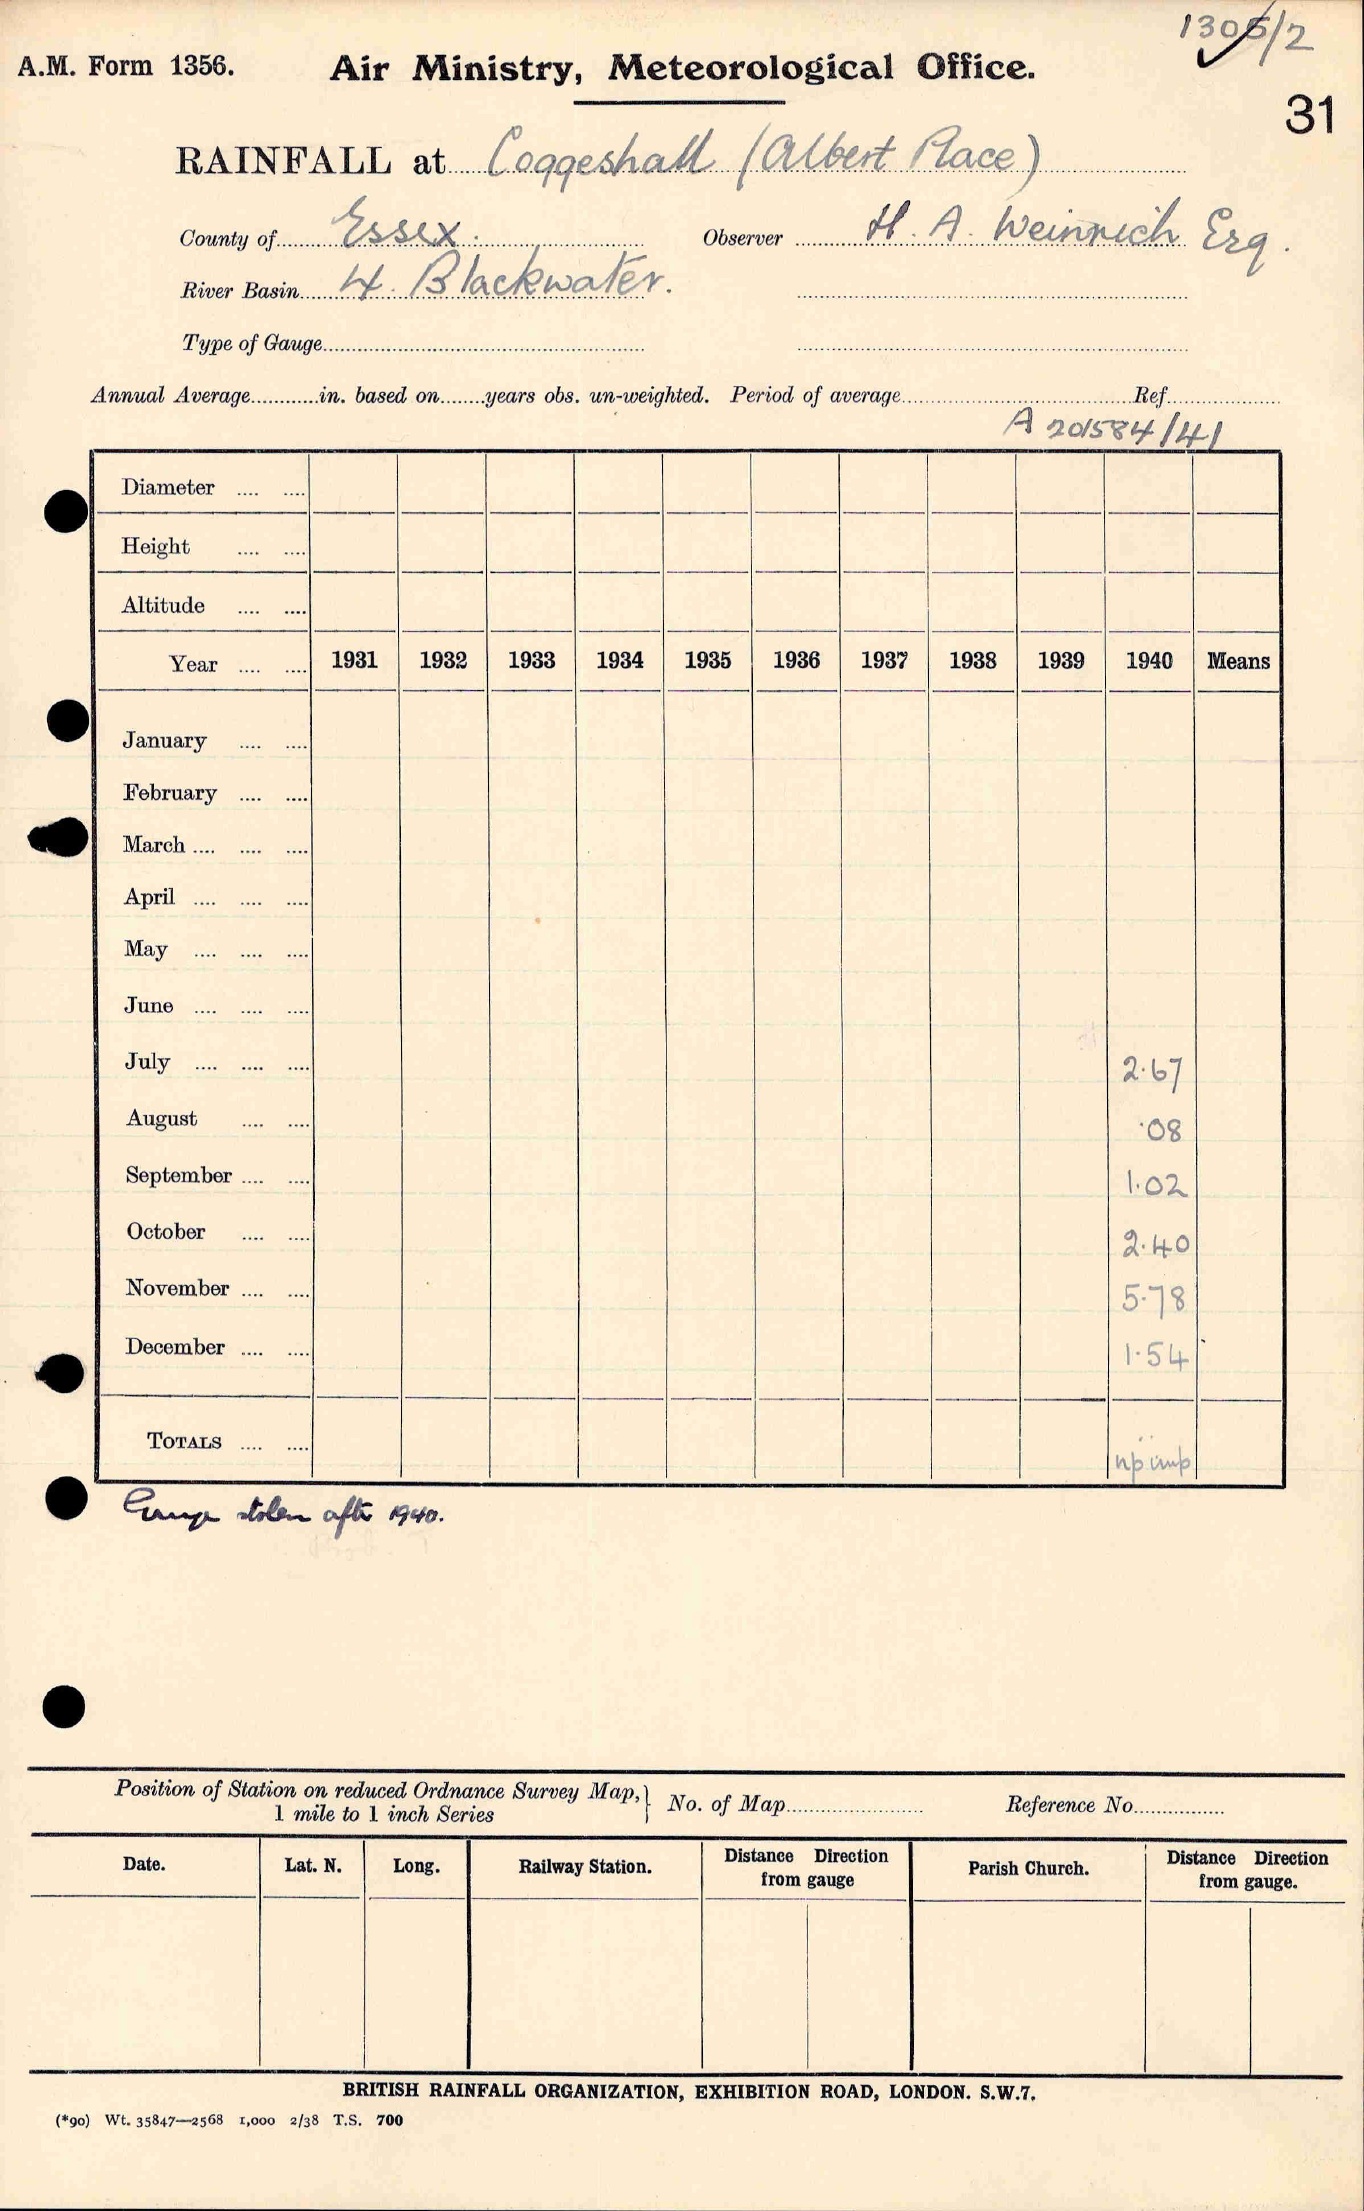 1305/2
A.M. Form 1356. Air Ministry, Meteorological Office.
31
RAINFALL at Coggeshall (Albert Place)
County of Essex. Observer H. A. Weinrich Esq.
River Basin 4. Blackwater.
Type of Gauge
Annual Average in. based on years obs. un-weighted. Period of average Ref.
A 201584/41
Diameter
Height
Altitude
Year 1931 1932 1933 1934 1935 1936 1937 1938 1939 1940 Means
January
February
March
April
May
June
July 2.67
August .08
September 1.02
October 2.40
November 5.78
December 1.54
TOTALS np imp
Gauge stolen after 1940.
Position of Station on reduced Ordnance Survey Map,} No. of Map Reference No.
1 mile to 1 inch Series
Date. Lat. N. Long. Railway Station. Distance Direction from gauge Parish Church. Distance Direction from gauge.
BRITISH RAINFALL ORGANIZATION, EXHIBITION ROAD, LONDON. S.W.7.
(*90) Wt. 35847—2568 1,000 2/38 T.S. 700